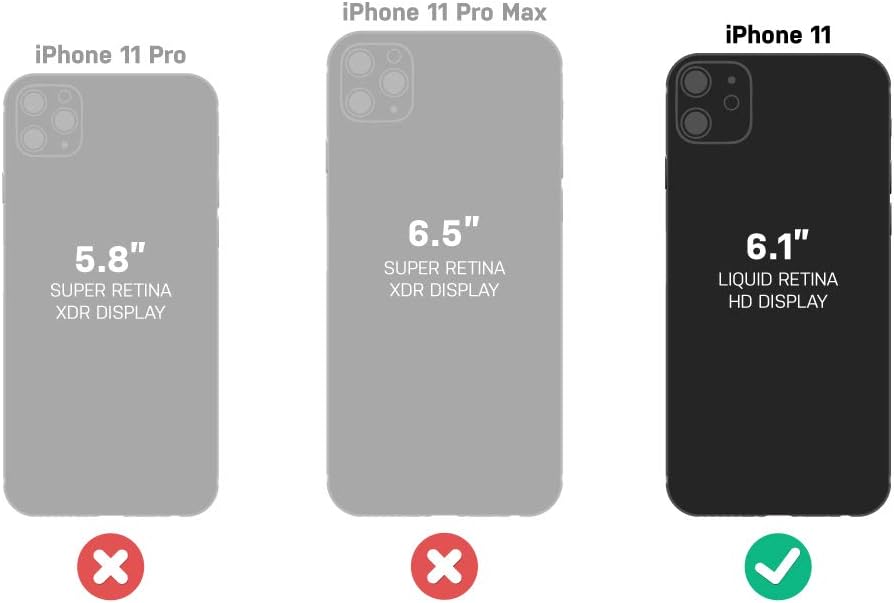 iPhone 11 Pro
5.8″
SUPER RETINA
XDR DISPLAY
iPhone 11 Pro Max
6.5″
SUPER RETINA
XDR DISPLAY
iPhone 11
6.1″
LIQUID RETINA
HD DISPLAY